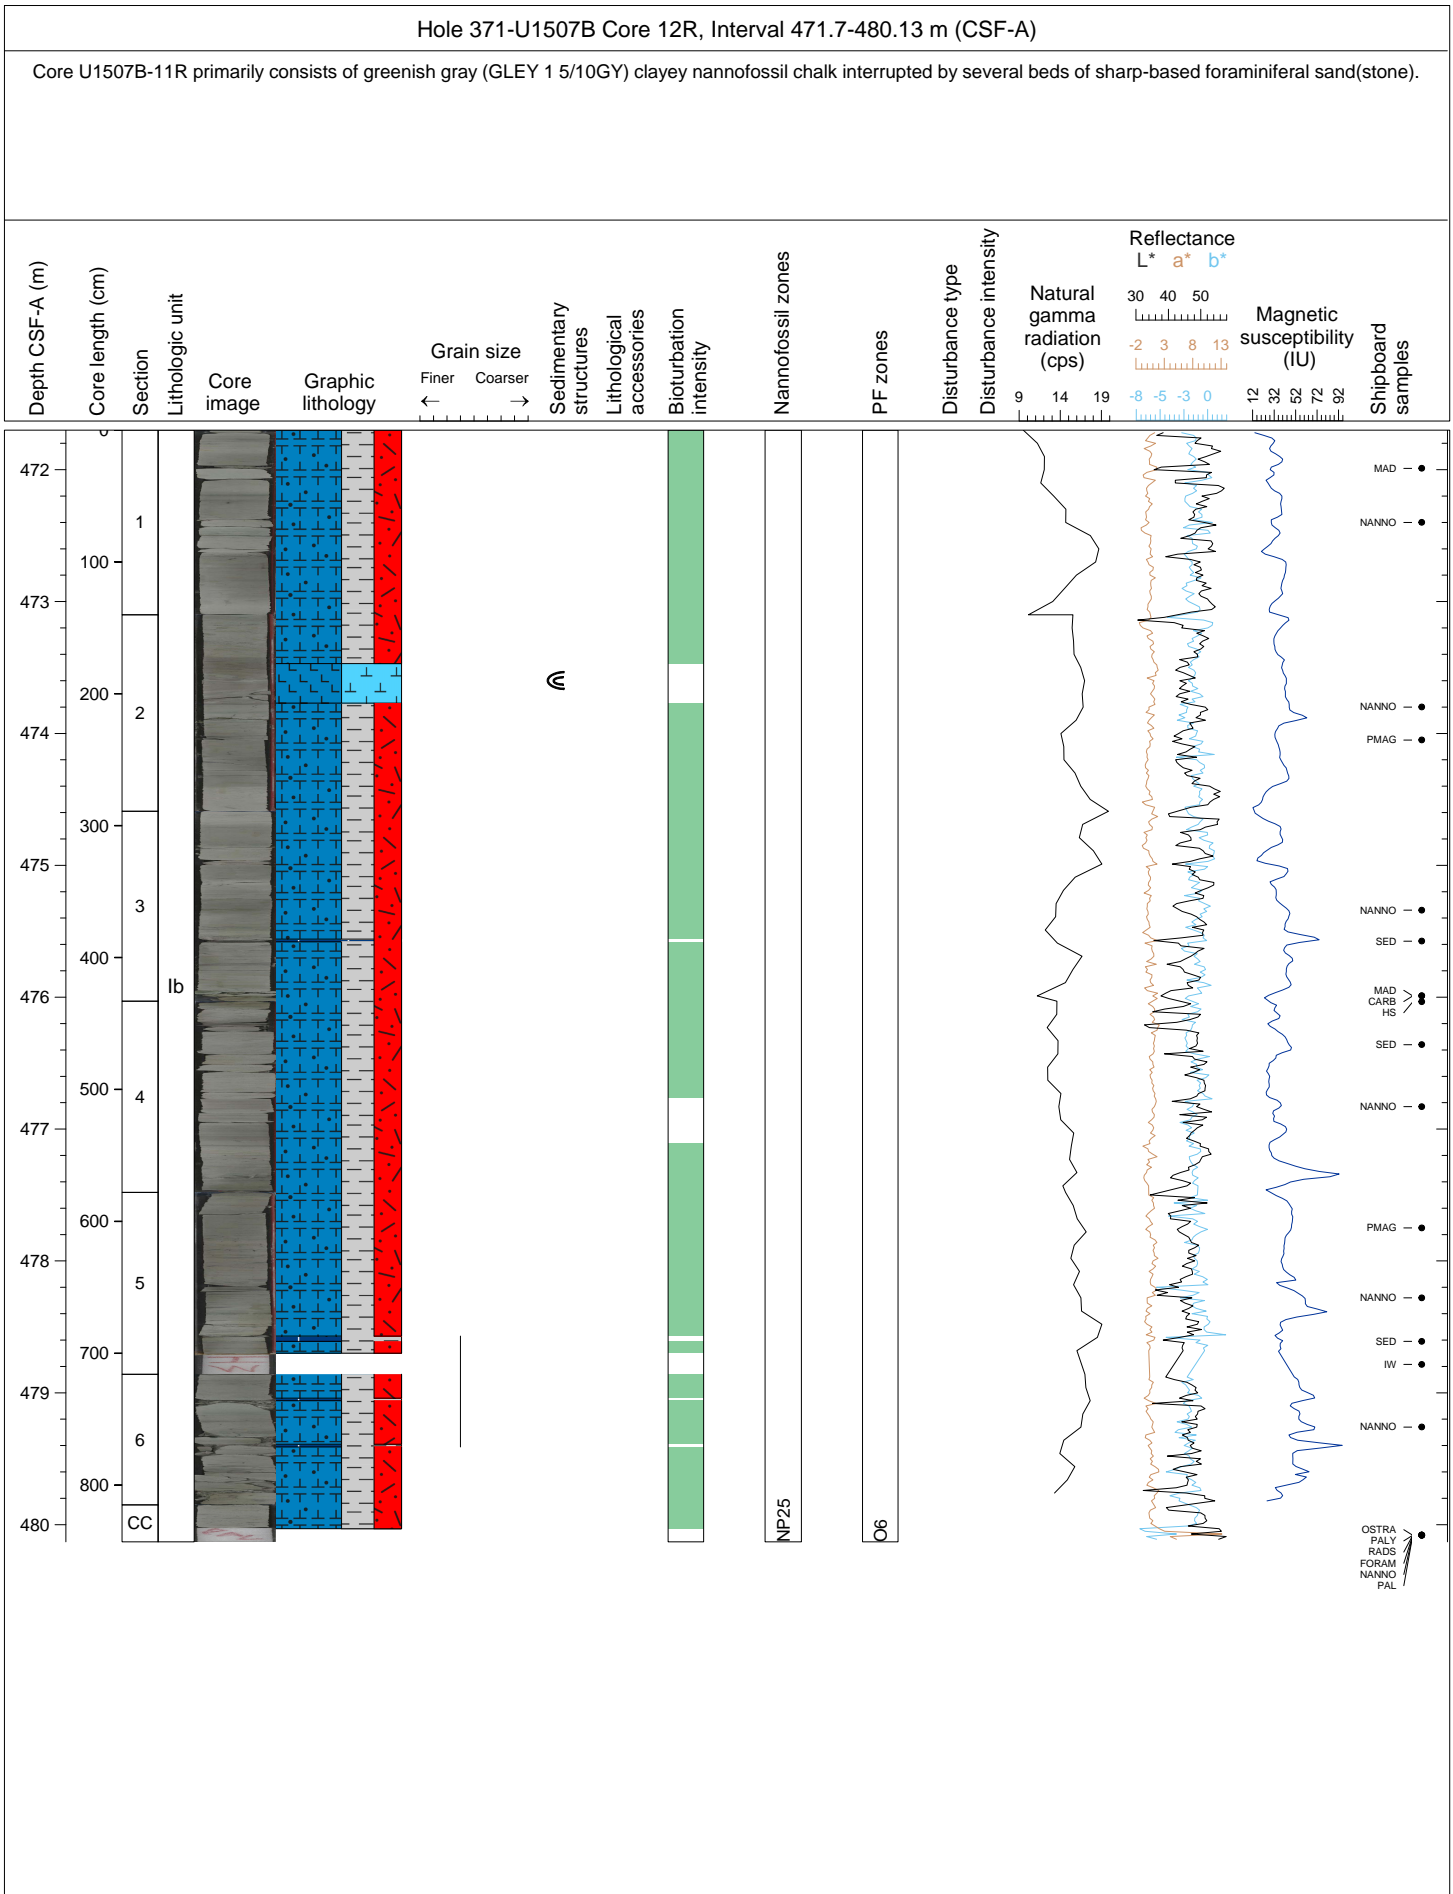 Hole 371-U1507B Core 12R, Interval 471.7-480.13 m (CSF-A)
Core U1507B-11R primarily consists of greenish gray (GLEY 1 5/10GY) clayey nannofossil chalk interrupted by several beds of sharp-based foraminiferal sand(stone).
Depth CSF-A (m)
Core length (cm)
Section
Lithologic unit
Core
image
Graphic
lithology
Grain size
Finer Coarser
← →
Sedimentary
structures
Lithological
accessories
Bioturbation
intensity
Nannofossil zones
PF zones
Disturbance type
Disturbance intensity
Natural
gamma
radiation
(cps)
9 14 19
Reflectance
L* a* b*
30 40 50
-2 3 8 13
-8 -5 -3 0
Magnetic
susceptibility
(IU)
12 32 52 72 92
Shipboard
samples
472
473
474
475
476
477
478
479
480
0
100
200
300
400
500
600
700
800
1
2
3
4
5
6
CC
Ib
NP25
O6
MAD
NANNO
NANNO
PMAG
NANNO
SED
MAD
CARB
HS
SED
NANNO
PMAG
NANNO
SED
IW
NANNO
OSTRA
PALY
RADS
FORAM
NANNO
PAL